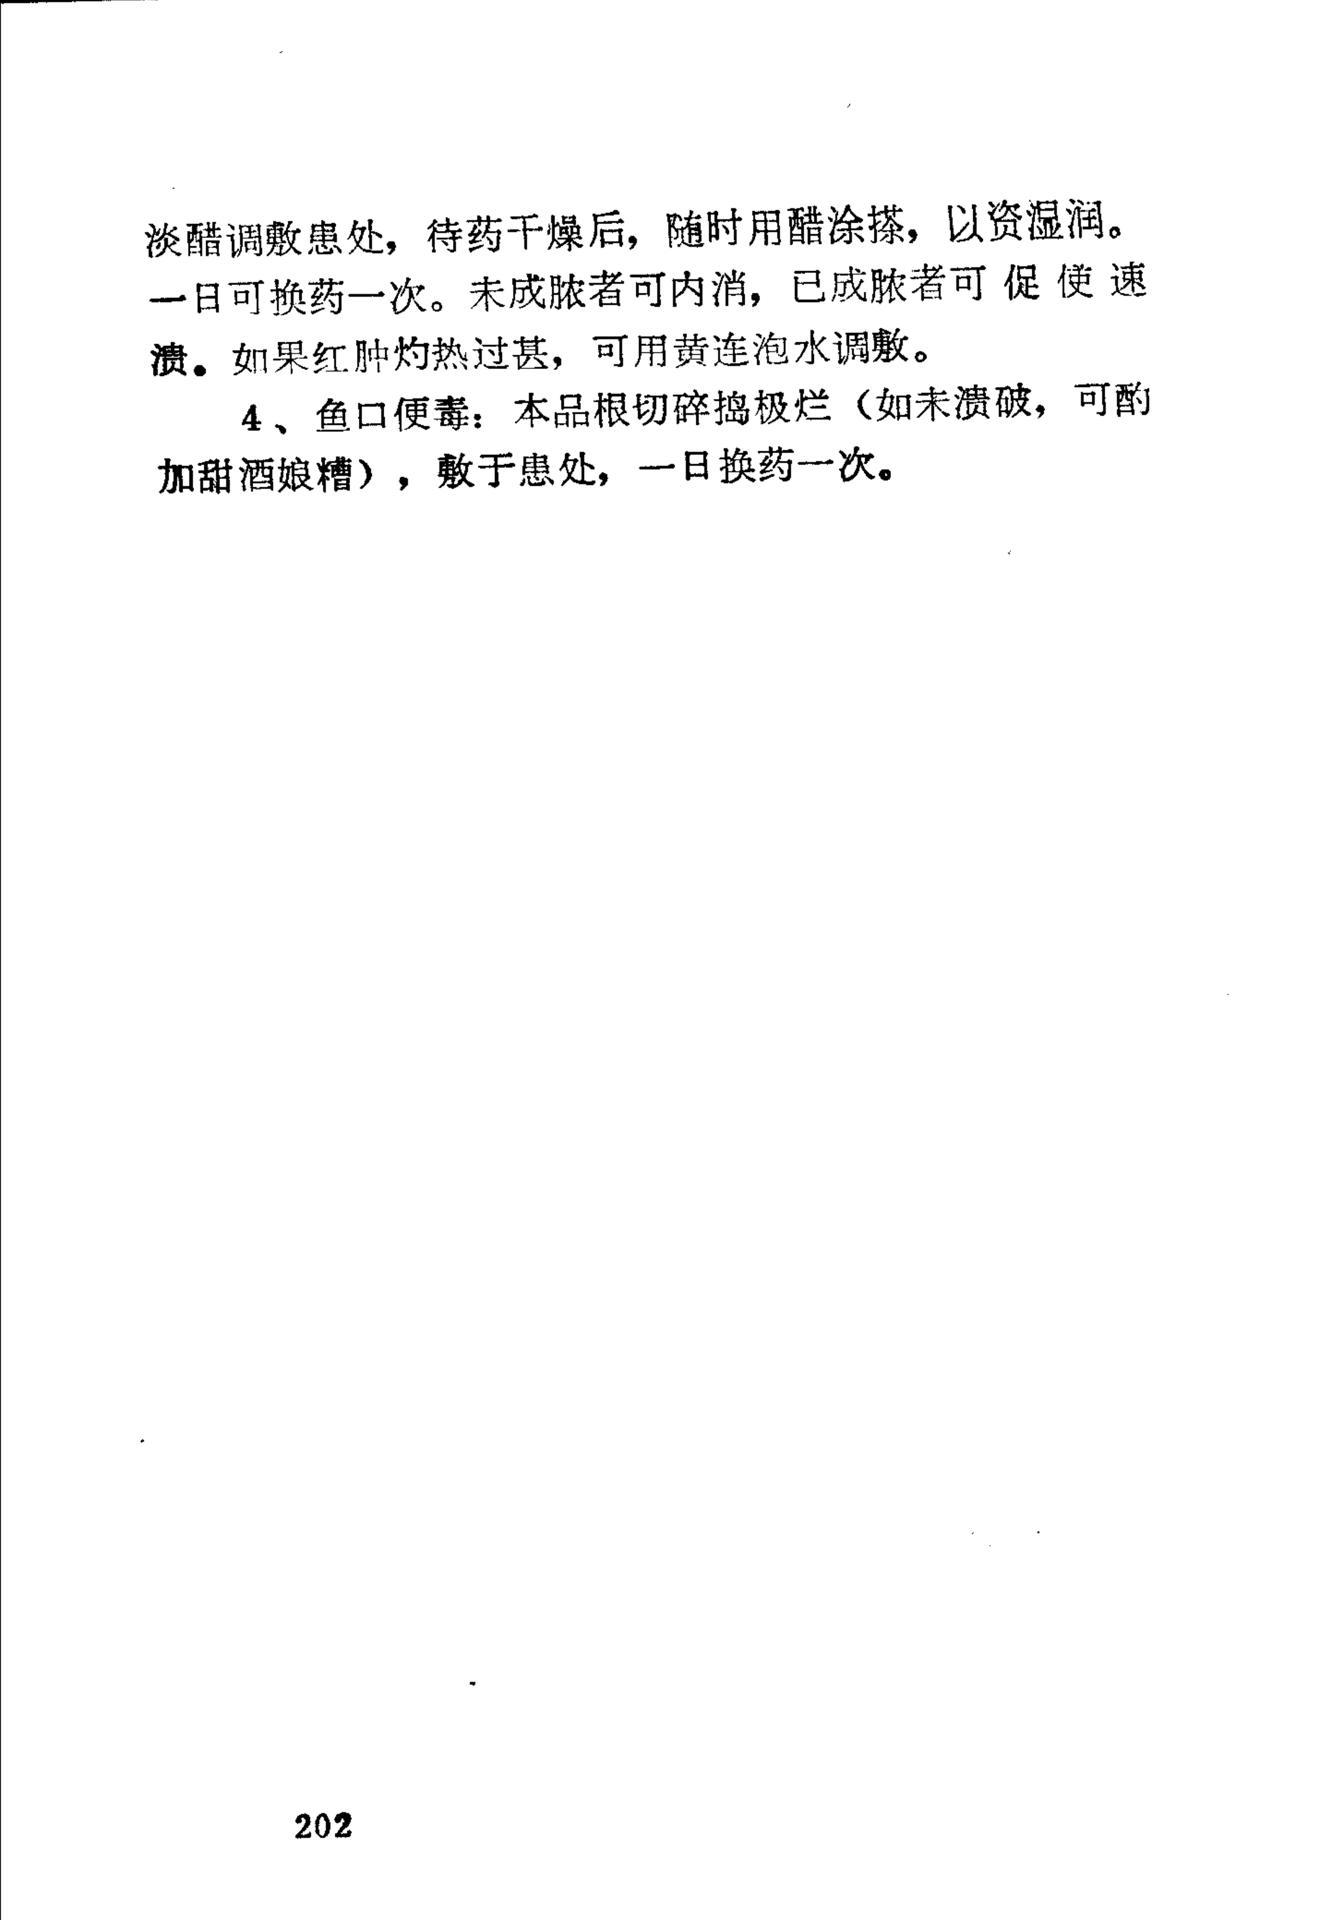 淡醋调敷患处，待药干燥后，随时用醋涂搽，以资湿润。
一日可换药一次。未成脓者可内消，已成脓者可促使速
溃。如果红肿灼热过甚，可用黄连泡水调敷。
4、鱼口便毒：本品根切碎捣极烂（如未溃破，可酌
加甜酒娘糟），敷于患处，一日换药一次。
202